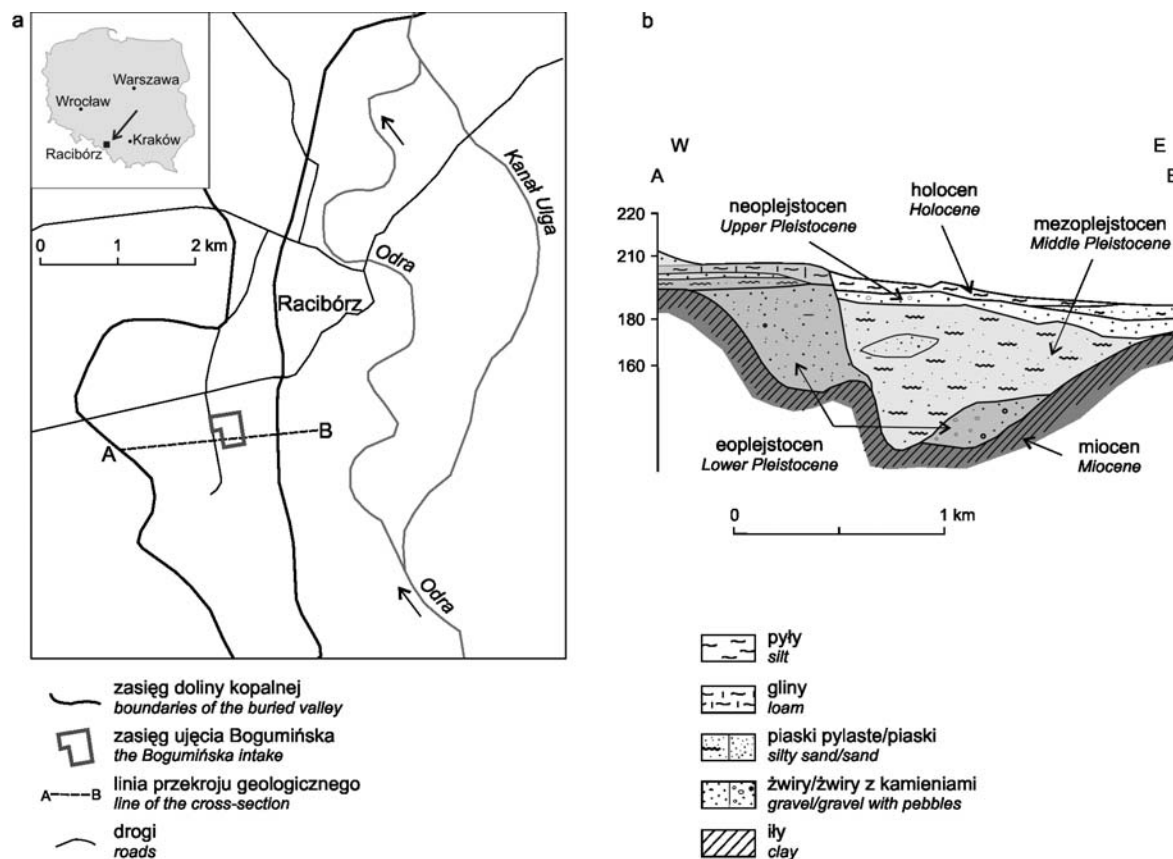 a
Warszawa
Wrocław
Kraków
Racibórz
0 1 2 km
Kanał Ulga
Odra
Racibórz
A
B
Odra
zasięg doliny kopalnej
boundaries of the buried valley
zasięg ujęcia Bogumińska
the Bogumińska intake
A B
linia przekroju geologicznego
line of the cross-section
drogi
roads
b
W E
A
220
210
180
160
neoplejstocen
Upper Pleistocene
holocen
Holocene
mezoplejstocen
Middle Pleistocene
eoplejstocen
Lower Pleistocene
miocen
Miocene
0 1 km
pyły
silt
gliny
loam
piaski pylaste/piaski
silty sand/sand
żwiry/żwiry z kamieniami
gravel/gravel with pebbles
iły
clay